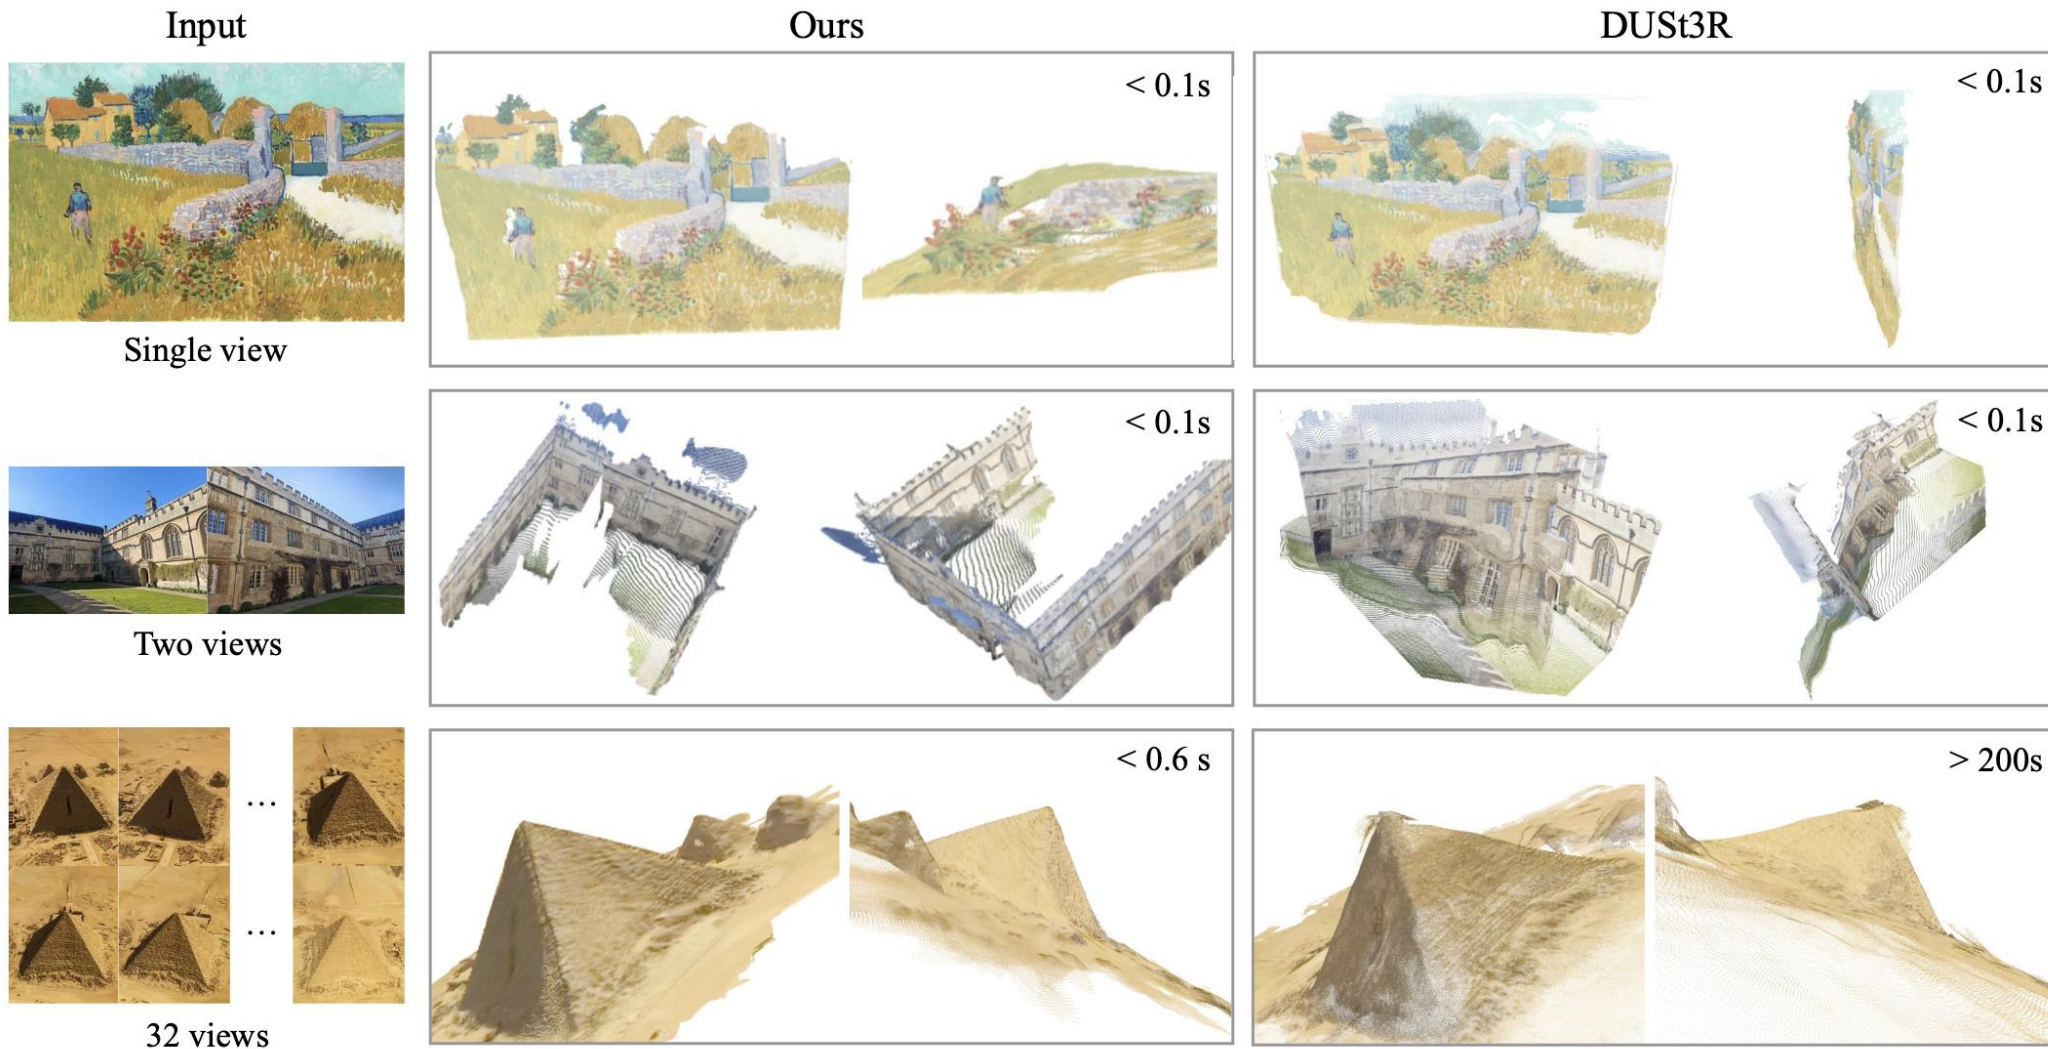 Input
Ours
DUSt3R
< 0.1s
< 0.1s
Single view
< 0.1s
< 0.1s
Two views
< 0.6 s
> 200s
...
...
32 views